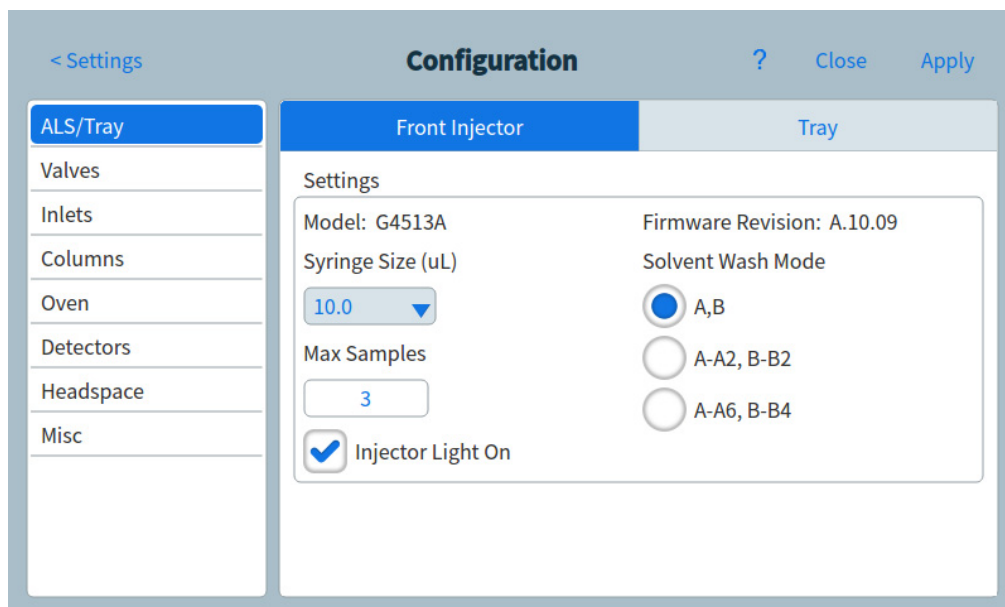 < Settings
Configuration
?
Close
Apply
ALS/Tray
Valves
Inlets
Columns
Oven
Detectors
Headspace
Misc
Front Injector
Tray
Settings
Model: G4513A
Firmware Revision: A.10.09
Syringe Size (uL)
10.0
Max Samples
3
Injector Light On
Solvent Wash Mode
A,B
A-A2, B-B2
A-A6, B-B4